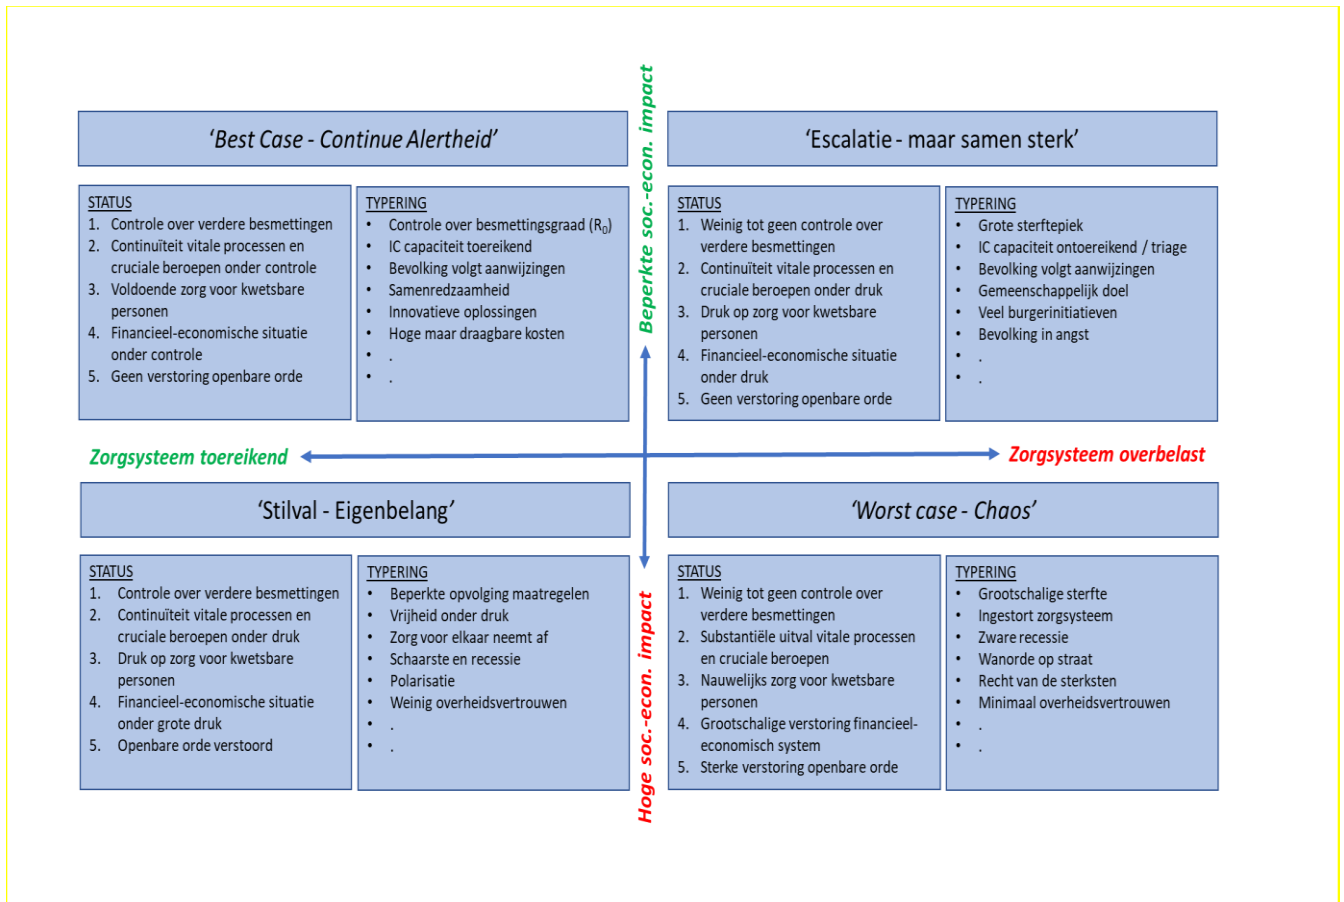 Beperkte soc.-econ. impact
'Best Case - Continue Alertheid'
STATUS
1. Controle over verdere besmettingen
2. Continuïteit vitale processen en
cruciale beroepen onder controle
3. Voldoende zorg voor kwetsbare
personen
4. Financieel-economische situatie
onder controle
5. Geen verstoring openbare orde
TYPERING
• Controle over besmettingsgraad (R₀)
• IC capaciteit toereikend
• Bevolking volgt aanwijzingen
• Samenredzaamheid
• Innovatieve oplossingen
• Hoge maar draagbare kosten
• .
• .
'Escalatie - maar samen sterk'
STATUS
1. Weinig tot geen controle over
verdere besmettingen
2. Continuïteit vitale processen en
cruciale beroepen onder druk
3. Druk op zorg voor kwetsbare
personen
4. Financieel-economische situatie
onder druk
5. Geen verstoring openbare orde
TYPERING
• Grote sterftepiek
• IC capaciteit ontoereikend / triage
• Bevolking volgt aanwijzingen
• Gemeenschappelijk doel
• Veel burgerinitiatieven
• Bevolking in angst
• .
• .
Zorgsysteem toereikend
Zorgsysteem overbelast
'Stilval - Eigenbelang'
STATUS
1. Controle over verdere besmettingen
2. Continuïteit vitale processen en
cruciale beroepen onder druk
3. Druk op zorg voor kwetsbare
personen
4. Financieel-economische situatie
onder grote druk
5. Openbare orde verstoord
TYPERING
• Beperkte opvolging maatregelen
• Vrijheid onder druk
• Zorg voor elkaar neemt af
• Schaarste en recessie
• Polarisatie
• Weinig overheidsvertrouwen
• .
• .
'Worst case - Chaos'
STATUS
1. Weinig tot geen controle over
verdere besmettingen
2. Substantiële uitval vitale processen
en cruciale beroepen
3. Nauwelijks zorg voor kwetsbare
personen
4. Grootschalige verstoring financieel-
economisch system
5. Sterke verstoring openbare orde
TYPERING
• Grootschalige sterfte
• Ingestort zorgsysteem
• Zware recessie
• Wanorde op straat
• Recht van de sterksten
• Minimaal overheidsvertrouwen
• .
• .
Hoge soc.-econ. impact